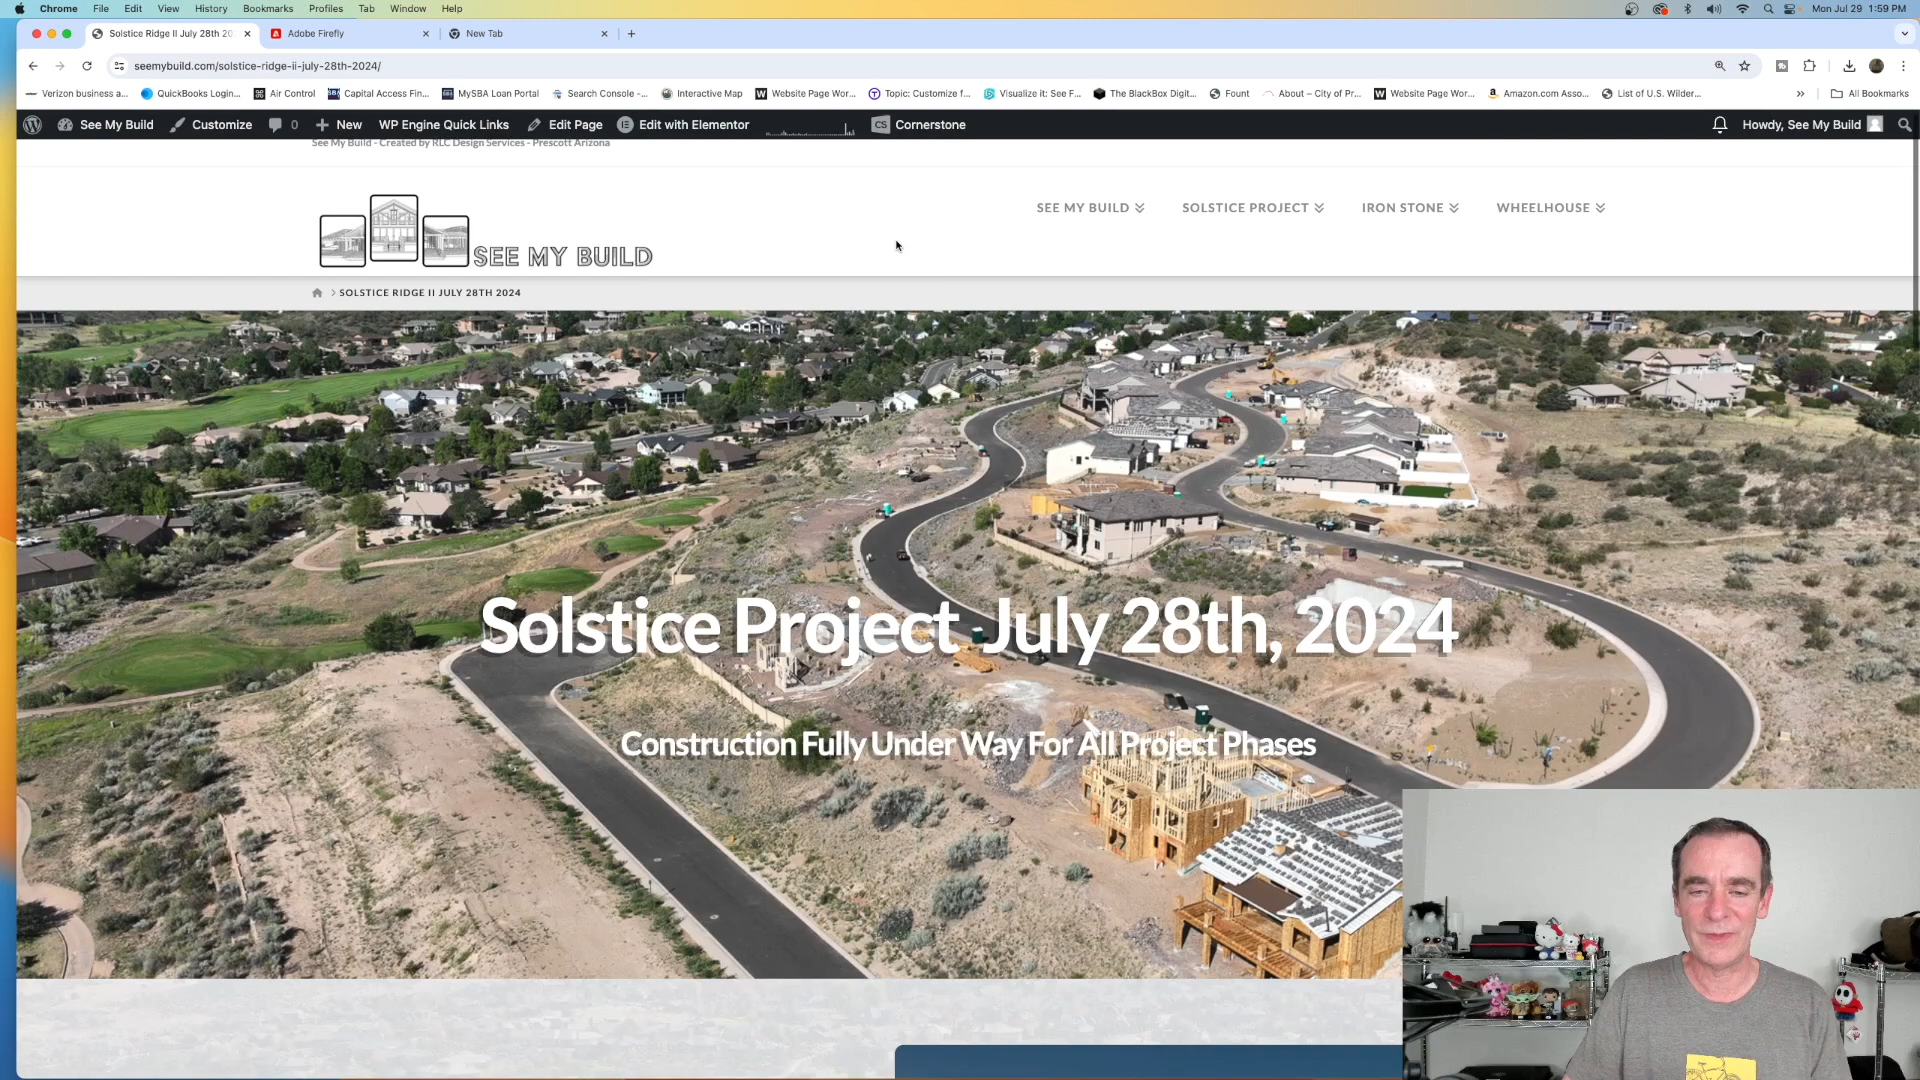 Chrome File Edit View History Bookmarks Profiles Tab Window Help Mon Jul 29 1:59 PM
Solstice Ridge II July 28th 20 Adobe Firefly New Tab
seemybuild.com/solstice-ridge-ii-july-28th-2024/
Verizon business a... QuickBooks Login... Air Control Capital Access Fin... MySBA Loan Portal Search Console -... Interactive Map Website Page Wor... Topic: Customize f... Visualize it: See F... The BlackBox Digit... Fount About – City of Pr... Website Page Wor... Amazon.com Asso... List of U.S. Wilder... All Bookmarks
See My Build Customize 0 New WP Engine Quick Links Edit Page Edit with Elementor CS Cornerstone Howdy, See My Build
See My Build - Created by RLC Design Services - Prescott Arizona
SEE MY BUILD SOLSTICE PROJECT IRON STONE WHEELHOUSE
SEE MY BUILD
SOLSTICE RIDGE II JULY 28TH 2024
Solstice Project July 28th, 2024
Construction Fully Under Way For All Project Phases